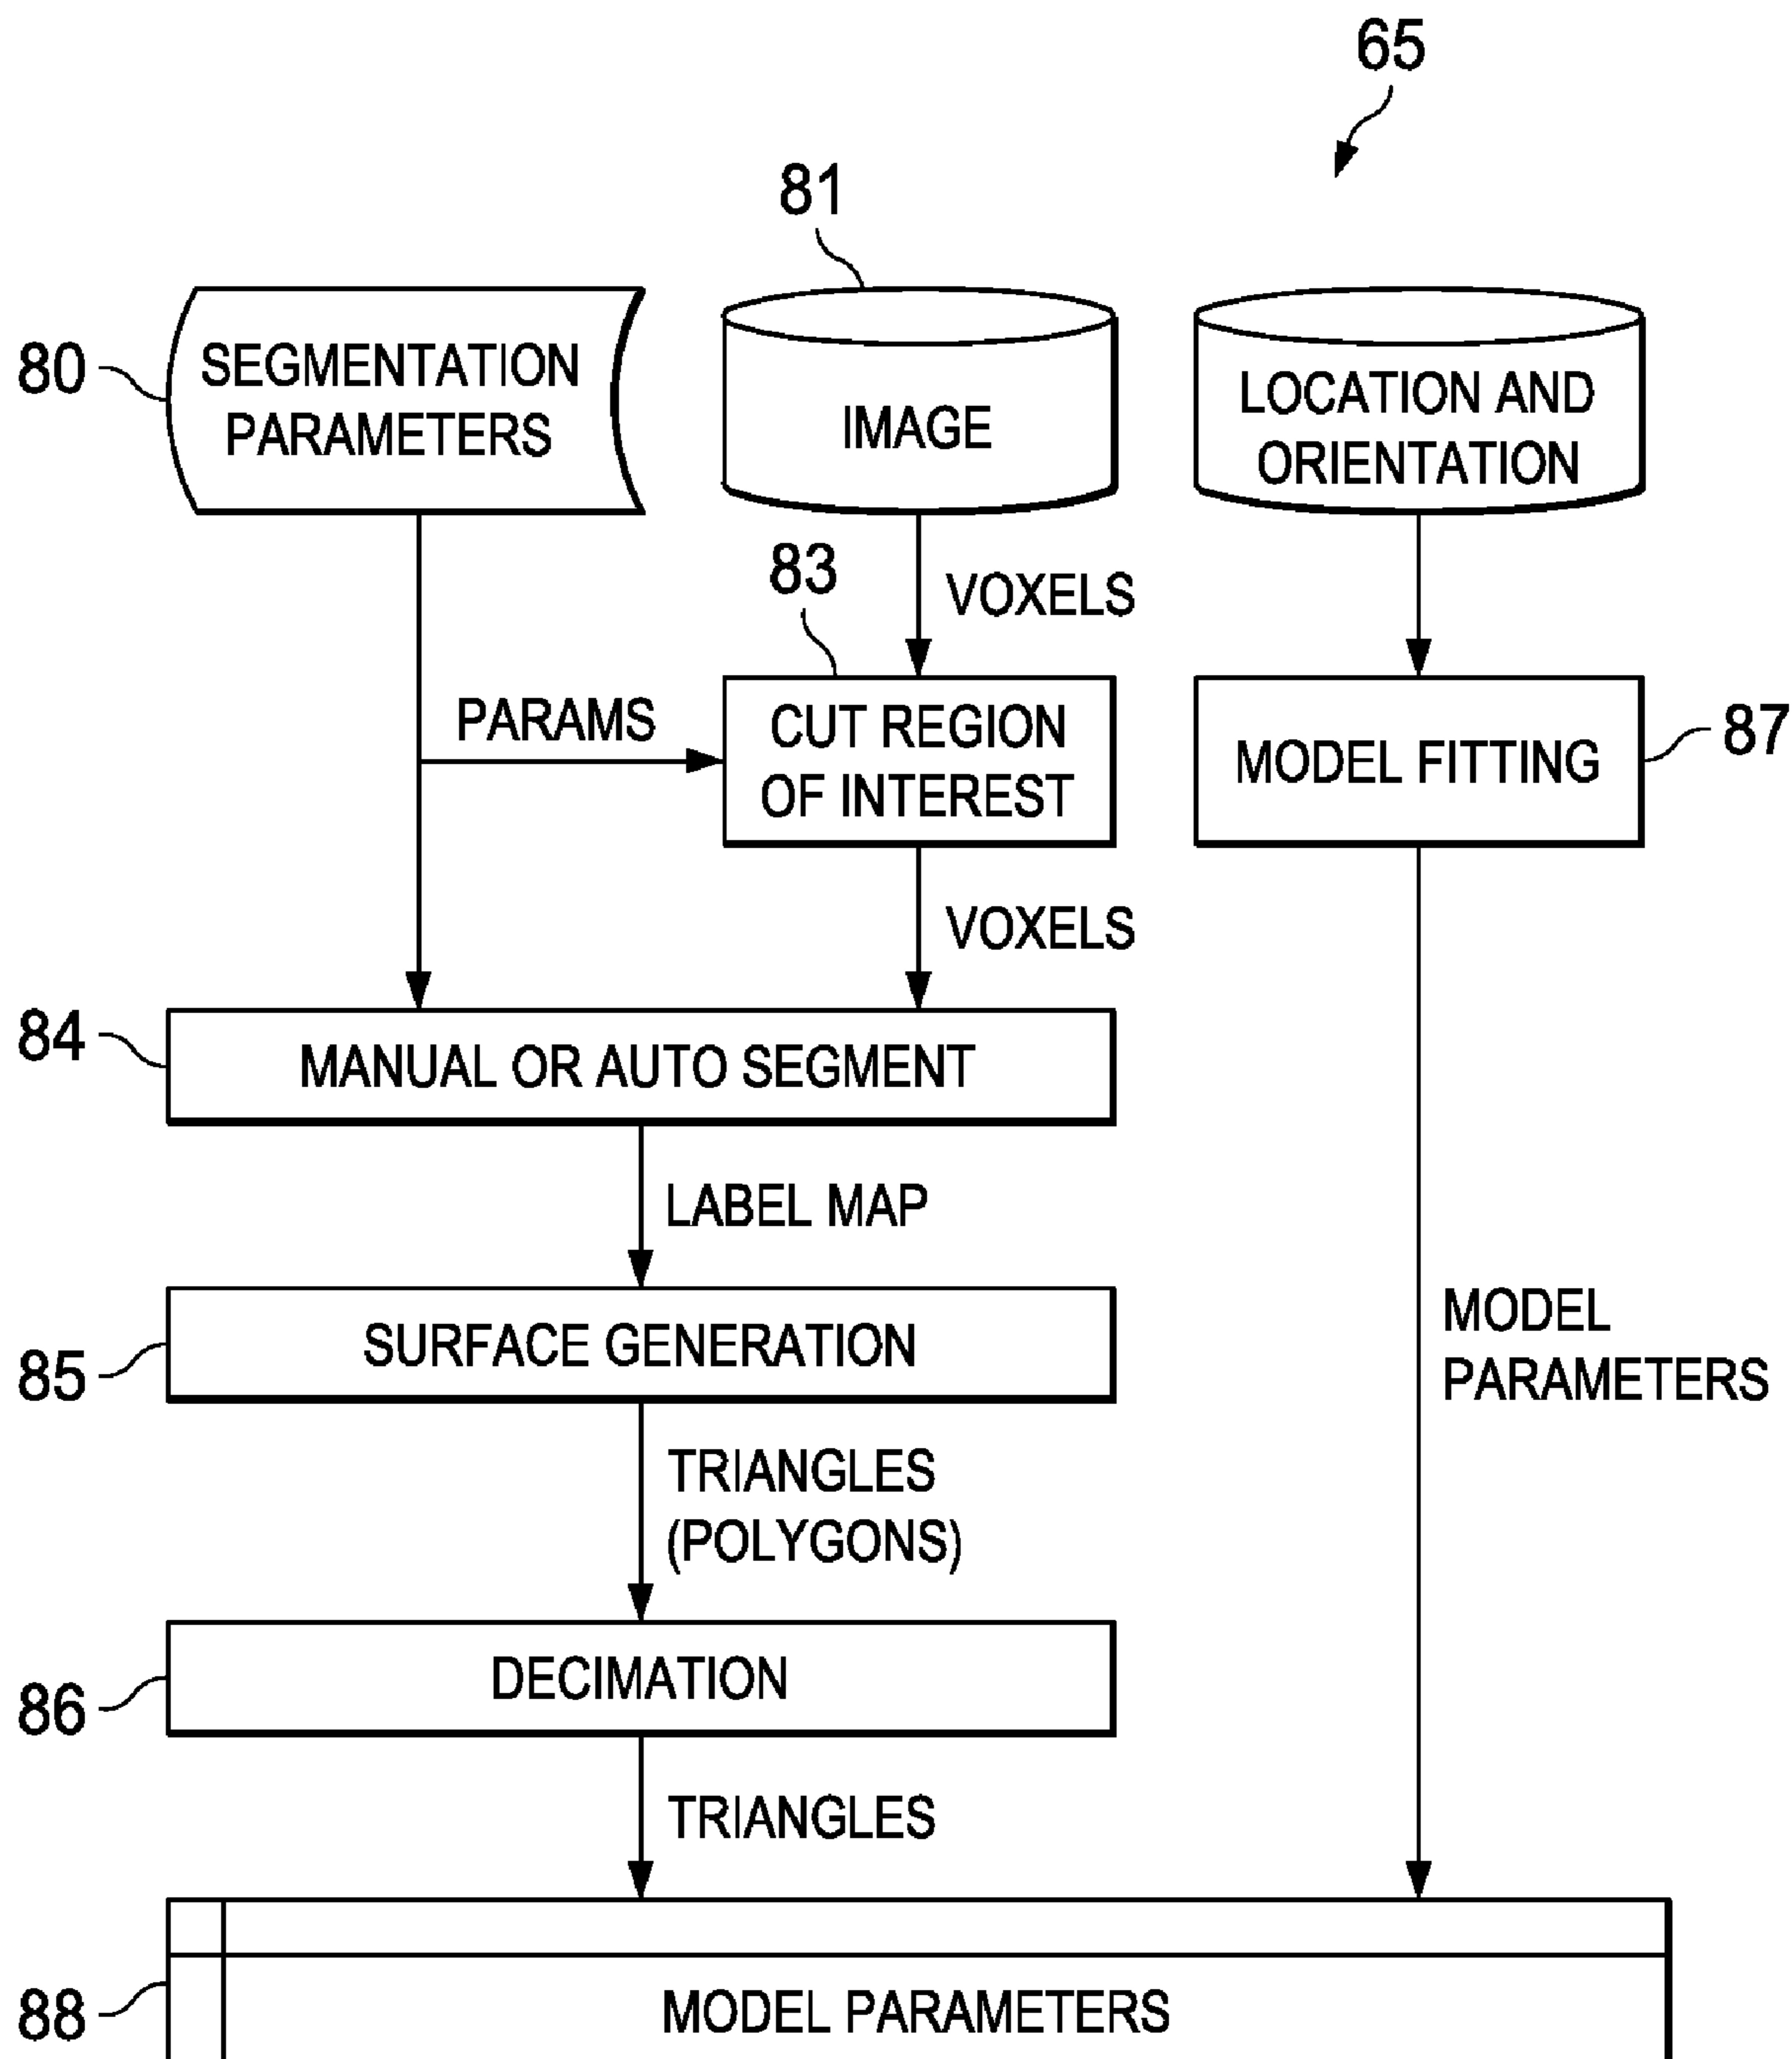 65
81
80
SEGMENTATION
PARAMETERS
IMAGE
LOCATION AND
ORIENTATION
83
VOXELS
PARAMS
CUT REGION
OF INTEREST
MODEL FITTING
87
VOXELS
84
MANUAL OR AUTO SEGMENT
LABEL MAP
85
SURFACE GENERATION
MODEL
PARAMETERS
TRIANGLES
(POLYGONS)
86
DECIMATION
TRIANGLES
88
MODEL PARAMETERS